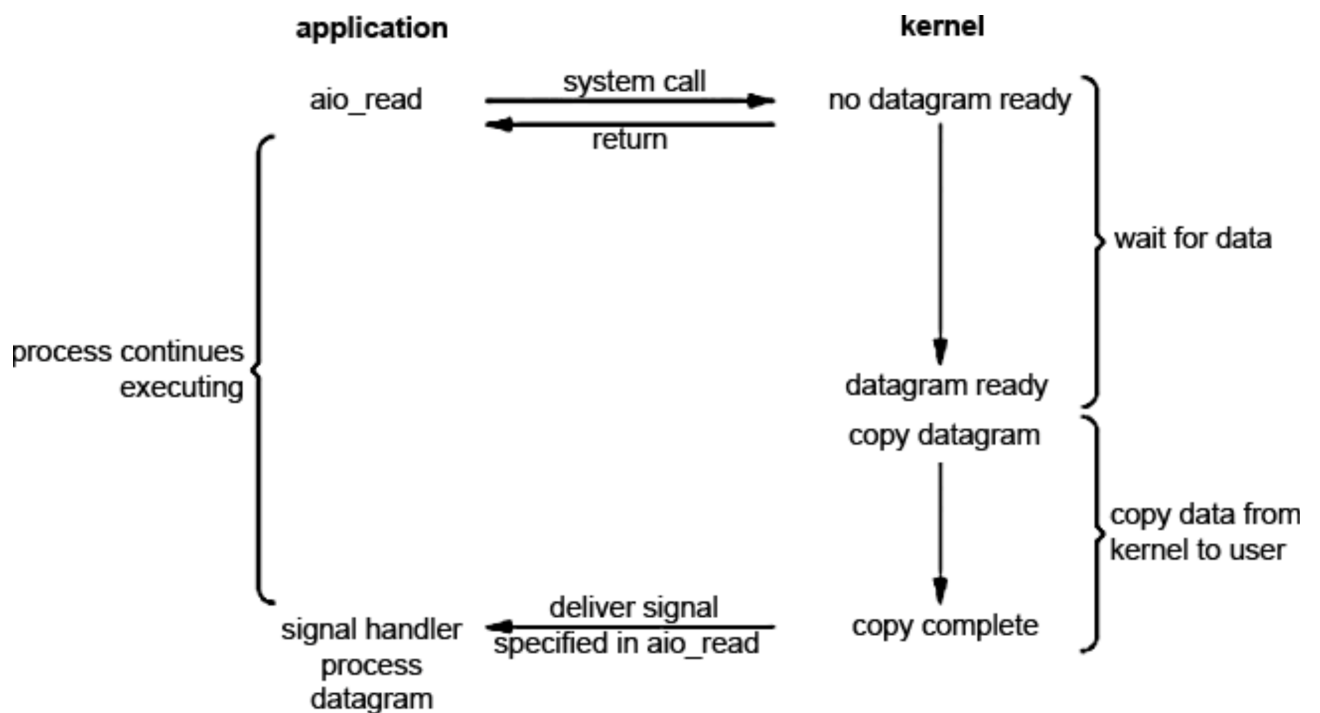 application
kernel
aio_read
system call
no datagram ready
return
wait for data
process continues
executing
datagram ready
copy datagram
copy data from
kernel to user
deliver signal
specified in aio_read
copy complete
signal handler
process
datagram